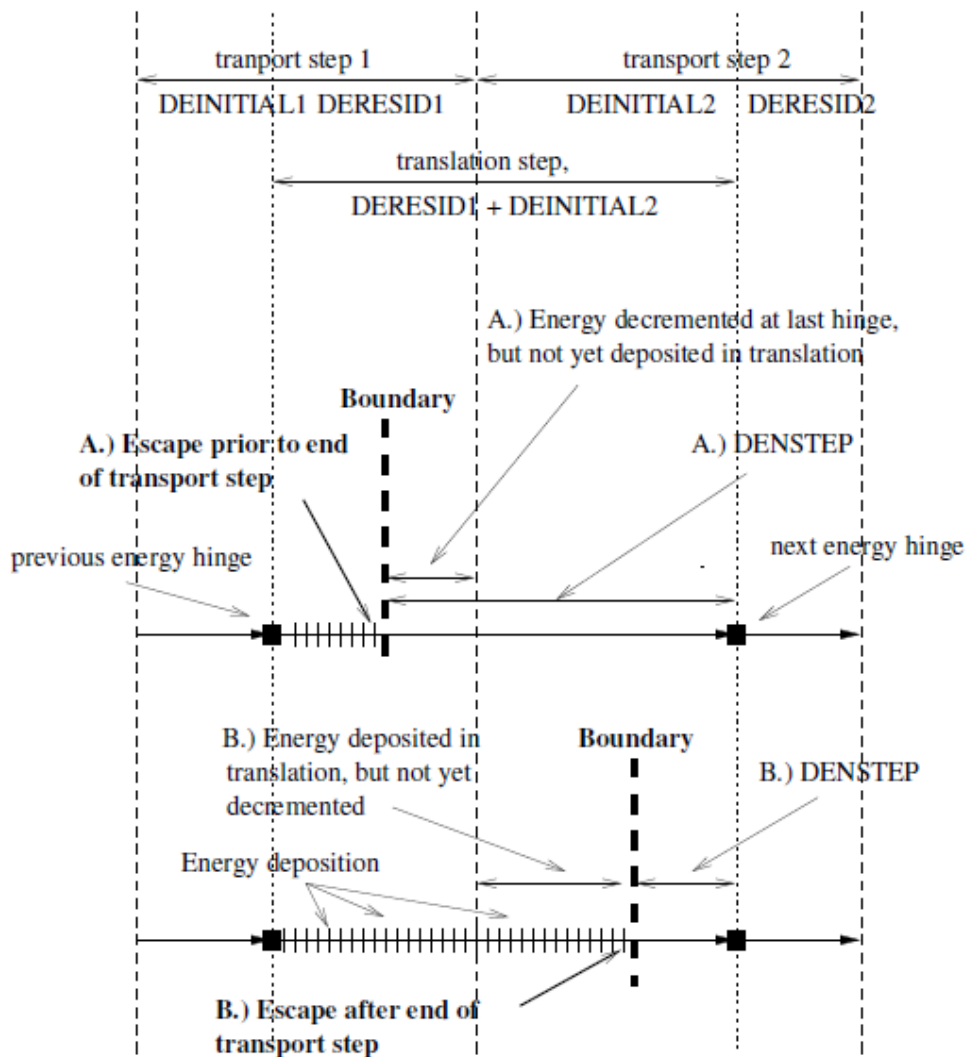 tranport step 1
transport step 2
DEINITIAL1 DERESID1
DEINITIAL2
DERESID2
translation step,
DERESID1 + DEINITIAL2
A.) Energy decremented at last hinge,
but not yet deposited in translation
Boundary
A.) Escape prior to end
of transport step
A.) DENSTEP
previous energy hinge
next energy hinge
B.) Energy deposited in
translation, but not yet
decremented
Boundary
B.) DENSTEP
Energy deposition
B.) Escape after end of
transport step